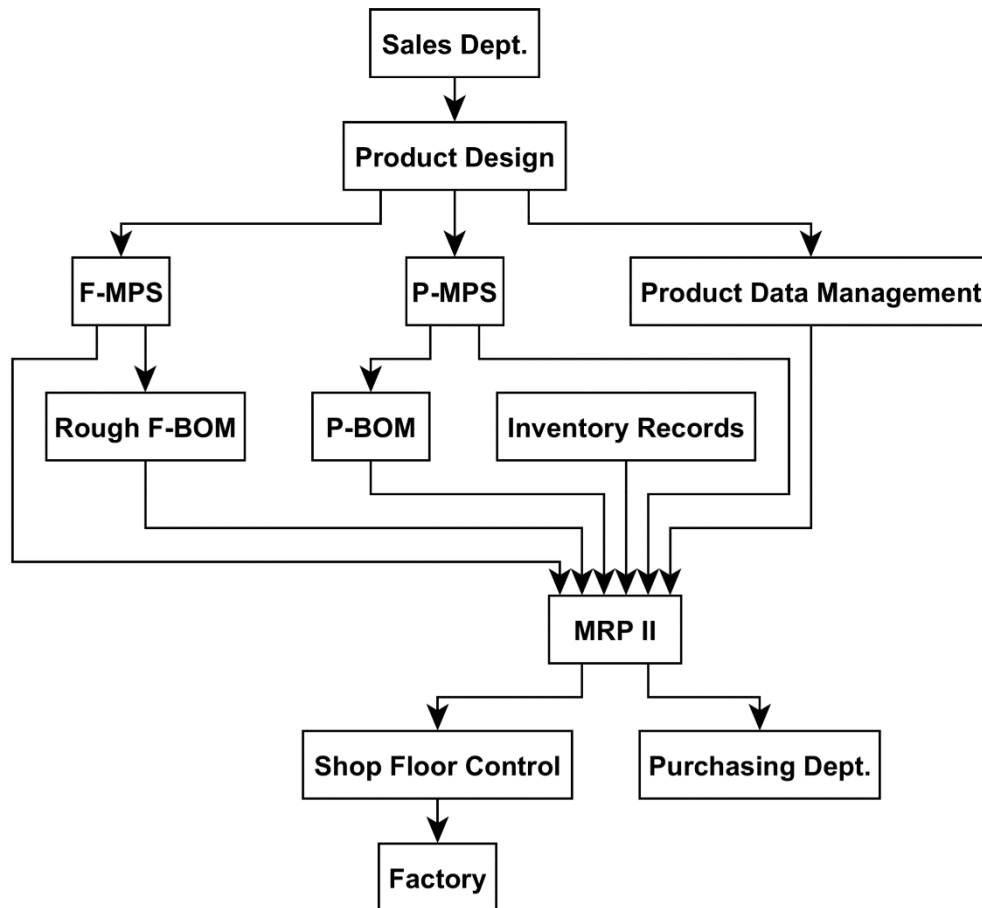 Sales Dept.
Product Design
F-MPS
P-MPS
Product Data Management
Rough F-BOM
P-BOM
Inventory Records
MRP II
Shop Floor Control
Purchasing Dept.
Factory